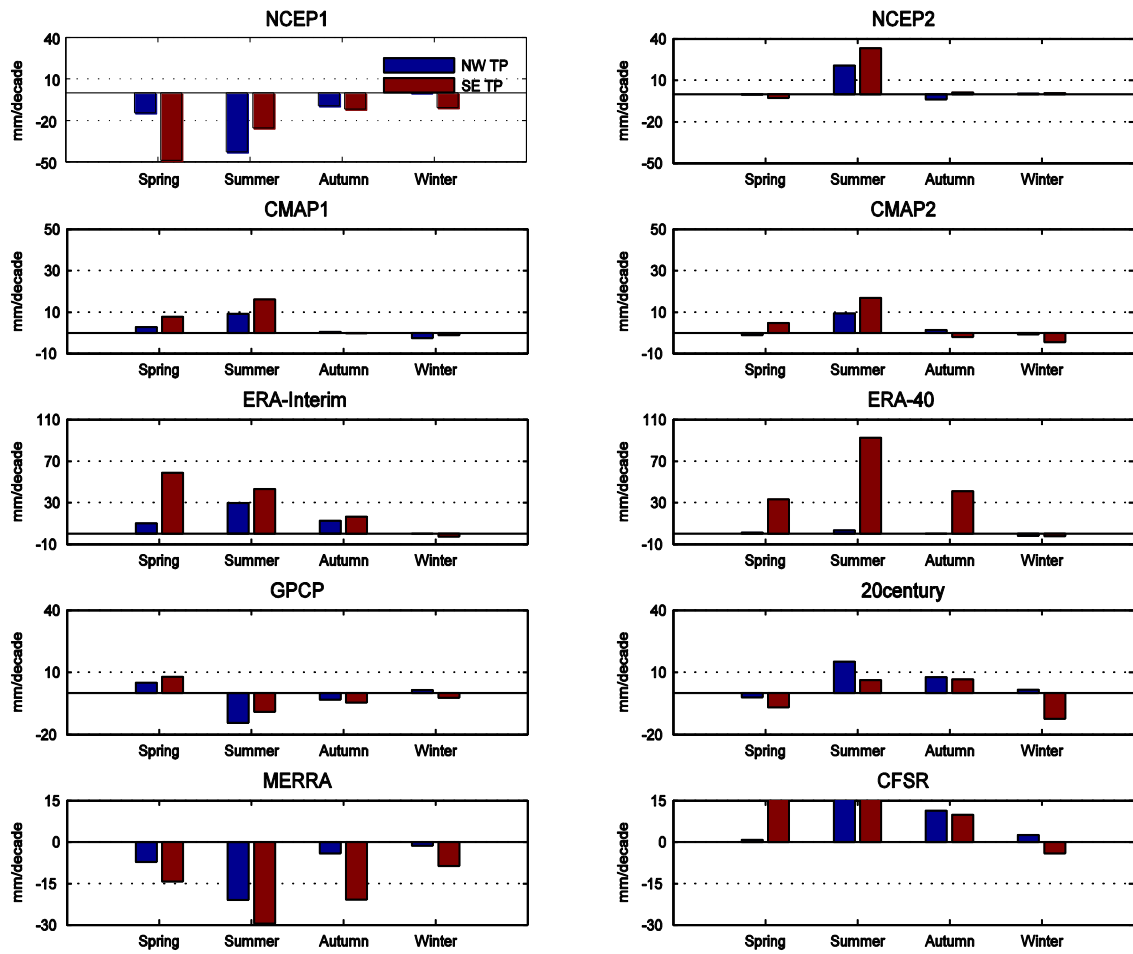 NCEP1
NCEP2
40
10
-20
-50
mm/decade
NW TP
SE TP
Spring Summer Autumn Winter
40
10
-20
-50
mm/decade
Spring Summer Autumn Winter
CMAP1
CMAP2
50
30
10
-10
mm/decade
Spring Summer Autumn Winter
50
30
10
-10
mm/decade
Spring Summer Autumn Winter
ERA-Interim
ERA-40
110
70
30
-10
mm/decade
Spring Summer Autumn Winter
110
70
30
-10
mm/decade
Spring Summer Autumn Winter
GPCP
20century
40
10
-20
mm/decade
Spring Summer Autumn Winter
40
10
-20
mm/decade
Spring Summer Autumn Winter
MERRA
CFSR
15
0
-15
-30
mm/decade
Spring Summer Autumn Winter
15
0
-15
-30
mm/decade
Spring Summer Autumn Winter